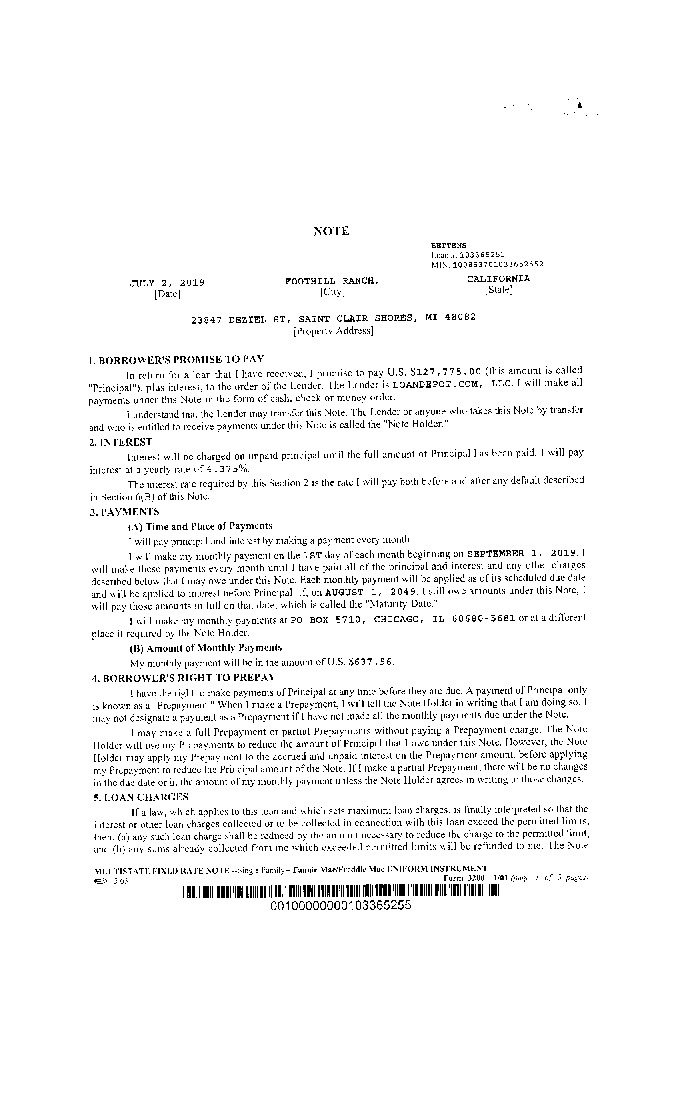 NOTE
BETTENS
Loan #:
MIN:
JULY 2, 2019 FOOTHILL RANCH, CALIFORNIA
[Date] [City] [State]
23847 DEZIEL ST, SAINT CLAIR SHORES, MI 48082
[Property Address]
1. BORROWER'S PROMISE TO PAY
In return for a loan that I have received, I promise to pay U.S. $127,775.00 (this amount is called
"Principal"), plus interest, to the order of the Lender. The Lender is LOANDEPOT.COM, LLC. I will make all
payments under this Note in the form of cash, check or money order.
I understand that the Lender may transfer this Note. The Lender or anyone who takes this Note by transfer
and who is entitled to receive payments under this Note is called the "Note Holder."
2. INTEREST
Interest will be charged on unpaid principal until the full amount of Principal has been paid. I will pay
interest at a yearly rate of 4.375%.
The interest rate required by this Section 2 is the rate I will pay both before and after any default described
in Section 6(B) of this Note.
3. PAYMENTS
(A) Time and Place of Payments
I will pay principal and interest by making a payment every month.
I will make my monthly payment on the 1ST day of each month beginning on SEPTEMBER 1, 2019. I
will make these payments every month until I have paid all of the principal and interest and any other charges
described below that I may owe under this Note. Each monthly payment will be applied as of its scheduled due date
and will be applied to interest before Principal. If, on AUGUST 1, 2049, I still owe amounts under this Note, I
will pay those amounts in full on that date, which is called the "Maturity Date."
I will make my monthly payments at PO BOX 5710, CHICAGO, IL 60680-5681 or at a different
place if required by the Note Holder.
(B) Amount of Monthly Payments
My monthly payment will be in the amount of U.S. $637.96.
4. BORROWER'S RIGHT TO PREPAY
I have the right to make payments of Principal at any time before they are due. A payment of Principal only
is known as a "Prepayment." When I make a Prepayment, I will tell the Note Holder in writing that I am doing so. I
may not designate a payment as a Prepayment if I have not made all the monthly payments due under the Note.
I may make a full Prepayment or partial Prepayments without paying a Prepayment charge. The Note
Holder will use my Prepayments to reduce the amount of Principal that I owe under this Note. However, the Note
Holder may apply my Prepayment to the accrued and unpaid interest on the Prepayment amount, before applying
my Prepayment to reduce the Principal amount of the Note. If I make a partial Prepayment, there will be no changes
in the due date or in the amount of my monthly payment unless the Note Holder agrees in writing to those changes.
5. LOAN CHARGES
If a law, which applies to this loan and which sets maximum loan charges, is finally interpreted so that the
interest or other loan charges collected or to be collected in connection with this loan exceed the permitted limits,
then: (a) any such loan charge shall be reduced by the amount necessary to reduce the charge to the permitted limit;
and (b) any sums already collected from me which exceeded permitted limits will be refunded to me. The Note
MULTISTATE FIXED RATE NOTE--Single Family--Fannie Mae/Freddie Mac UNIFORM INSTRUMENT
Form 3200 1/01 (page 1 of 3 pages)
00100000000103365255